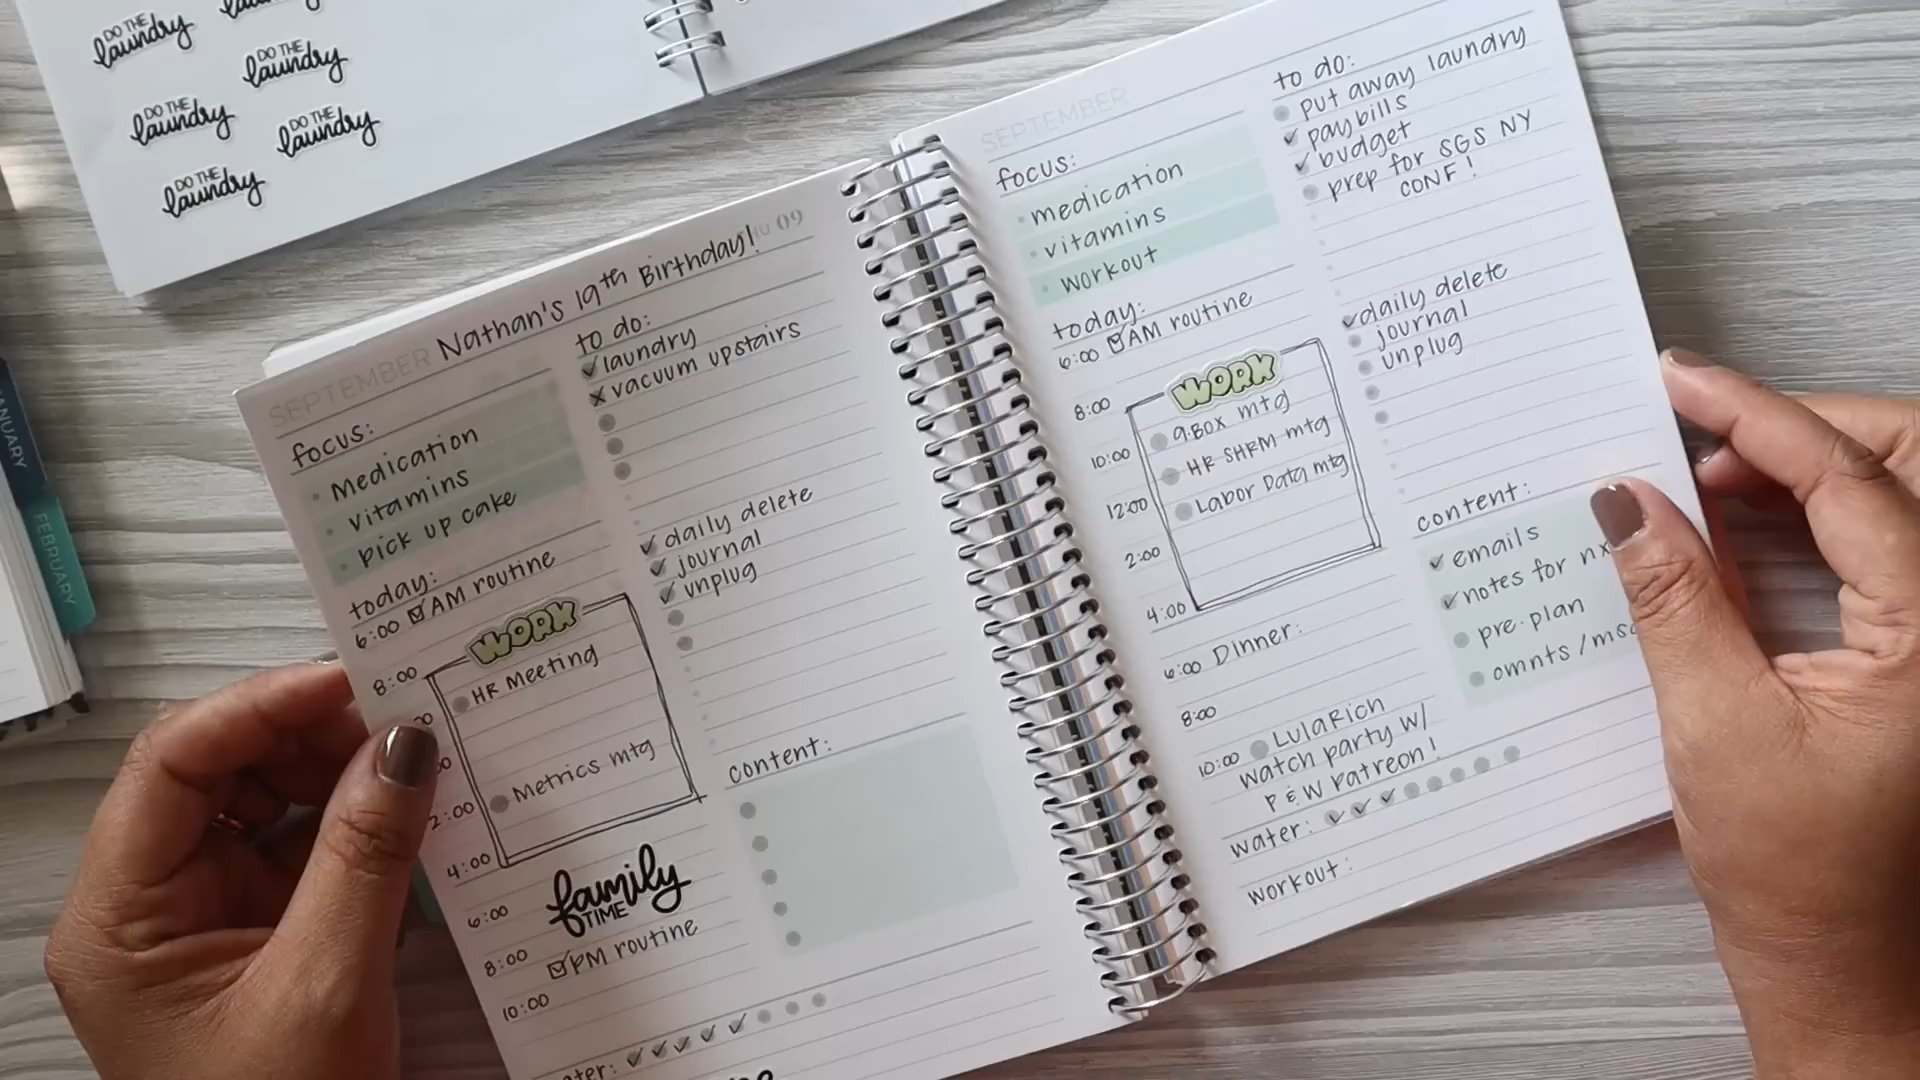 DO THE
laundry
DO THE
laundry
DO THE
laundry
DO THE
laundry
DO THE
laundry
JANUARY
FEBRUARY
SEPTEMBER Nathan's 19th Birthday! THU 09
focus:
Medication
vitamins
pick up cake
today:
6:00 AM routine
8:00 WORK
HR Meeting
2:00 Metrics mtg
4:00
6:00 family
TIME
8:00 PM routine
10:00
to do:
laundry
vacuum upstairs
daily delete
journal
unplug
content:
SEPTEMBER
focus:
medication
vitamins
workout
today:
6:00 AM routine
8:00 WORK
9.BOX mtg
10:00 HR SHRM mtg
12:00 Labor Data mtg
2:00
4:00
6:00 Dinner:
8:00
10:00 LulaRich
watch party w/
P & W Patreon!
water:
workout:
to do:
put away laundry
pay bills
budget
prep for SGS NY
CONF!
daily delete
journal
unplug
content:
emails
notes for
pre.plan